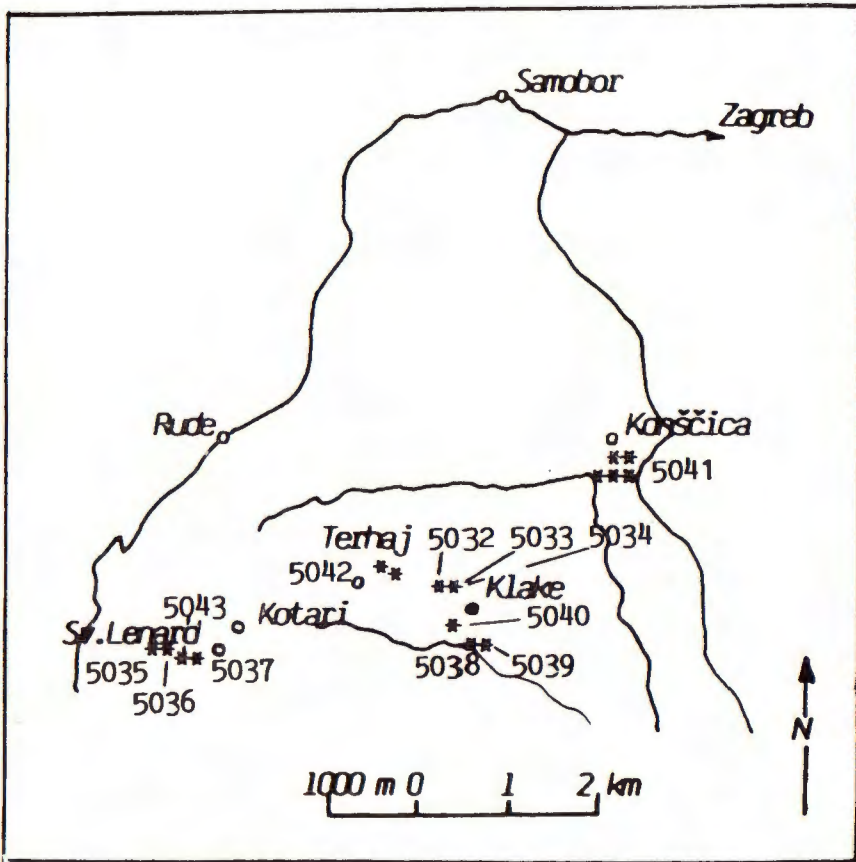 Samobor
Zagreb
Rude
Konščica
5041
Terhaj 5032 5033 5034
5042 Klake
5043 Kotari 5040
Sv. Lenard
5035 5037 5038 5039
5036
1000 m 0 1 2 km
N